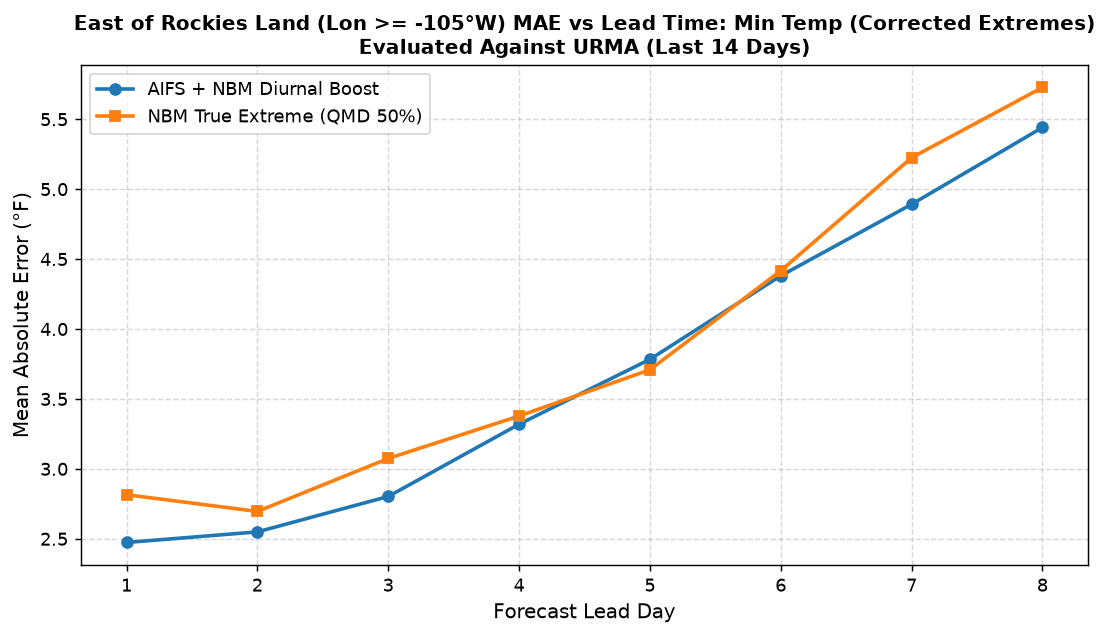 East of Rockies Land (Lon >= -105°W) MAE vs Lead Time: Min Temp (Corrected Extremes)
Evaluated Against URMA (Last 14 Days)
AIFS + NBM Diurnal Boost
NBM True Extreme (QMD 50%)
Mean Absolute Error (°F)
5.5
5.0
4.5
4.0
3.5
3.0
2.5
1 2 3 4 5 6 7 8
Forecast Lead Day